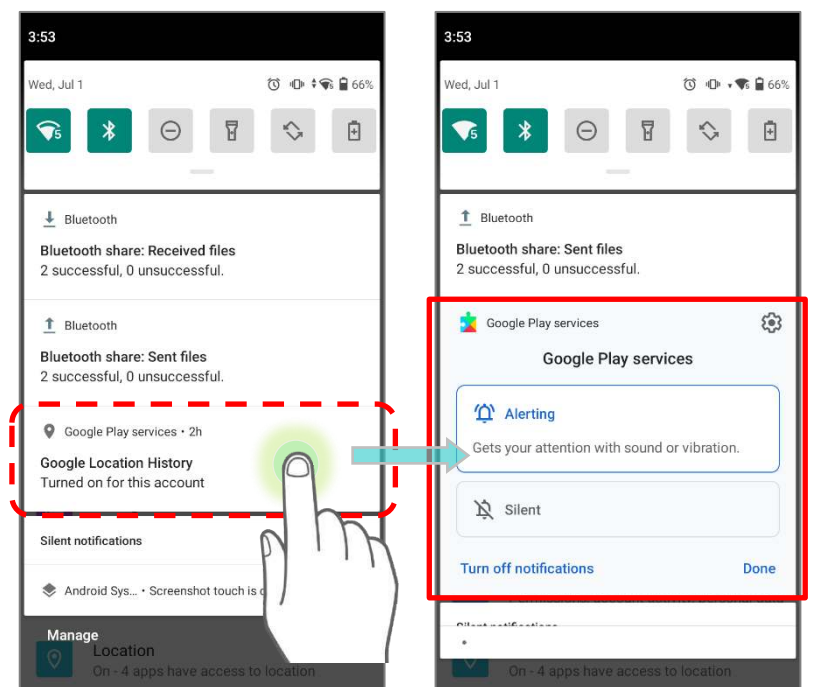 3:53
Wed, Jul 1
66%
5
Bluetooth
Bluetooth share: Received files
2 successful, 0 unsuccessful.
Bluetooth
Bluetooth share: Sent files
2 successful, 0 unsuccessful.
Google Play services • 2h
Google Location History
Turned on for this account
Silent notifications
Android Sys... • Screenshot touch is
Manage
Location
On - 4 apps have access to location
3:53
Wed, Jul 1
66%
5
Bluetooth
Bluetooth share: Sent files
2 successful, 0 unsuccessful.
Google Play services
Google Play services
Alerting
Gets your attention with sound or vibration.
Silent
Turn off notifications
Done
On - 4 apps have access to location